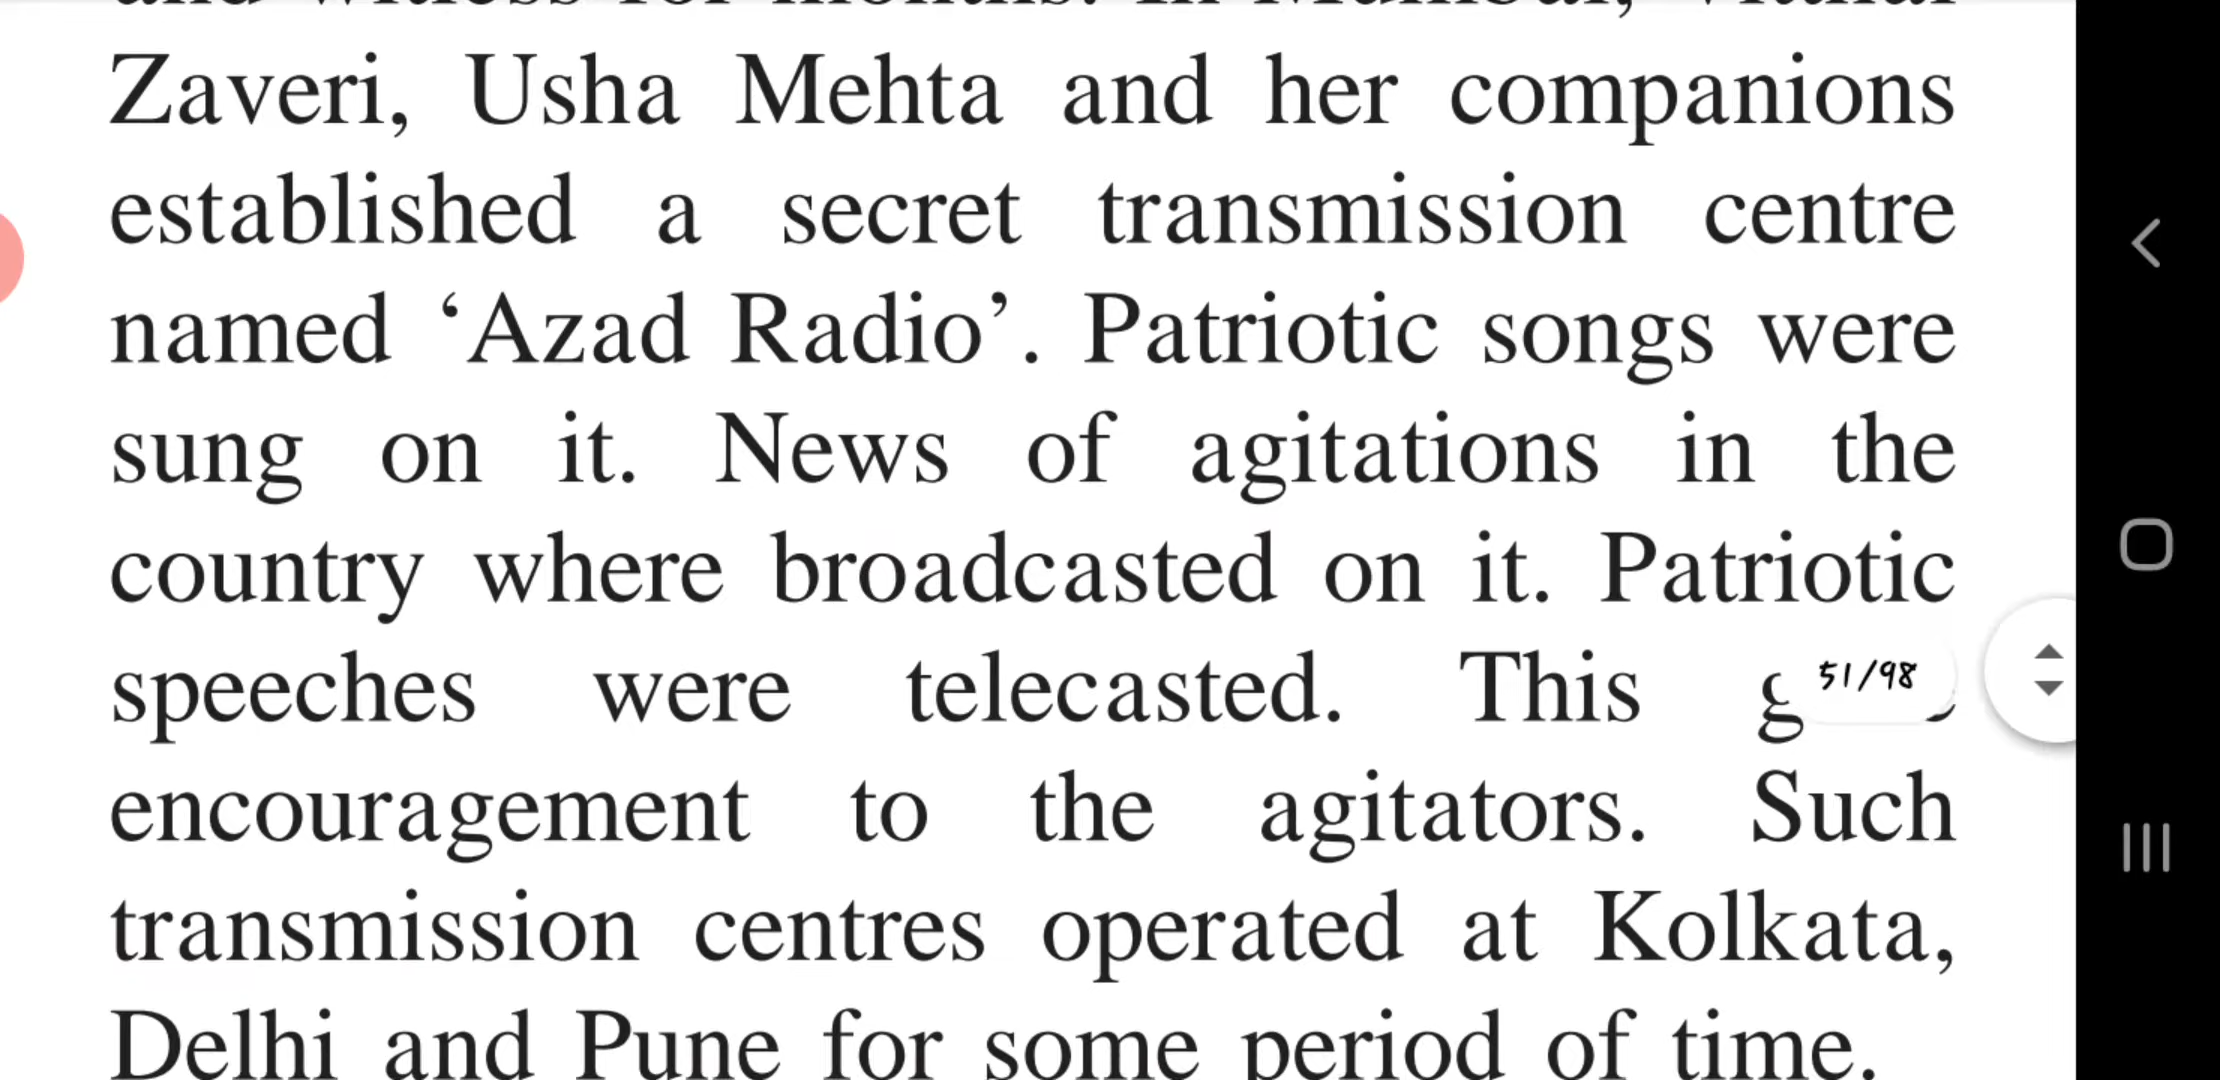 Zaveri, Usha Mehta and her companions
established a secret transmission centre
named ‘Azad Radio’. Patriotic songs were
sung on it. News of agitations in the
country where broadcasted on it. Patriotic
speeches were telecasted. This
51/98
encouragement to the agitators. Such
transmission centres operated at Kolkata,
Delhi and Pune for some period of time.